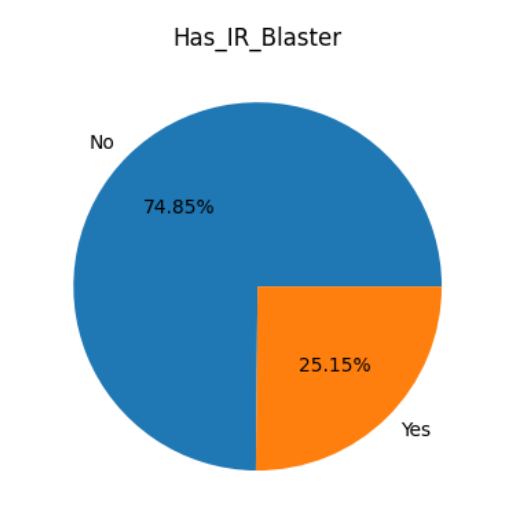 Has_IR_Blaster
No
74.85%
25.15%
Yes